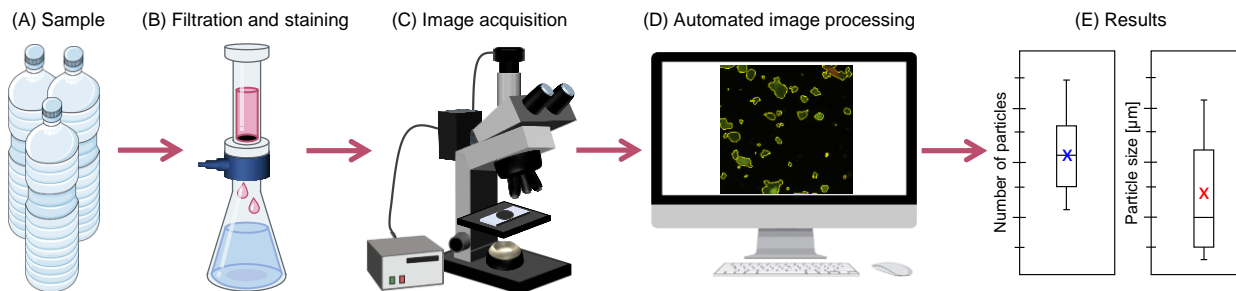 (A) Sample
(B) Filtration and staining
(C) Image acquisition
(D) Automated image processing
(E) Results
Number of particles
x
Particle size [µm]
x